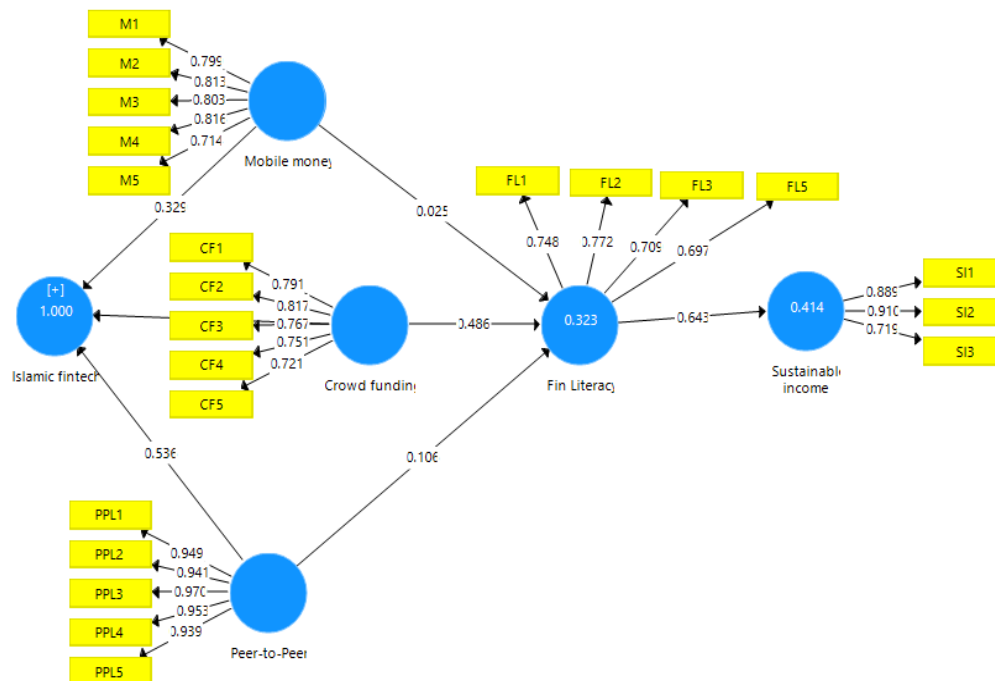 M1
M2
M3
M4
M5
0.799
0.813
0.803
0.816
0.714
Mobile money
0.329
0.025
FL1
FL2
FL3
FL5
0.748
0.772
0.709
0.697
CF1
CF2
CF3
CF4
CF5
0.791
0.817
0.767
0.751
0.721
[+]
1.000
Islamic fintech
Crowd funding
0.486
0.323
Fin Literacy
0.643
0.414
Sustainable
income
0.889
0.910
0.719
SI1
SI2
SI3
0.536
0.106
PPL1
PPL2
PPL3
PPL4
PPL5
0.949
0.941
0.970
0.953
0.939
Peer-to-Peer